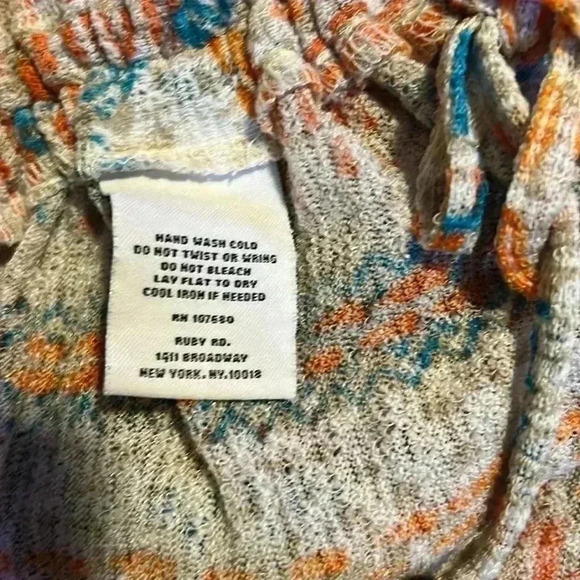 HAND WASH COLD
DO NOT TWIST OR WRING
DO NOT BLEACH
LAY FLAT TO DRY
COOL IRON IF NEEDED
RN 107680
RUBY RD.
1411 BROADWAY
NEW YORK. NY.10018